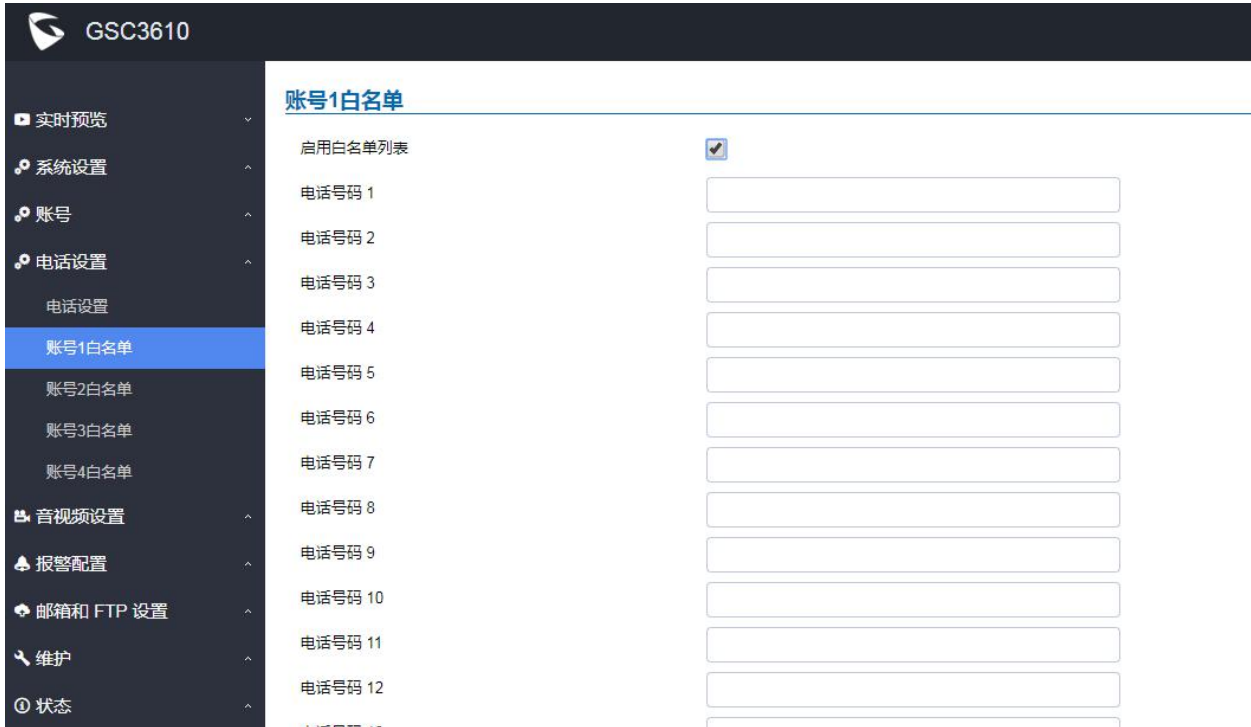 GSC3610
实时预览
系统设置
账号
电话设置
电话设置
账号1白名单
账号2白名单
账号3白名单
账号4白名单
音视频设置
报警配置
邮箱和 FTP 设置
维护
状态
账号1白名单
启用白名单列表
电话号码 1
电话号码 2
电话号码 3
电话号码 4
电话号码 5
电话号码 6
电话号码 7
电话号码 8
电话号码 9
电话号码 10
电话号码 11
电话号码 12